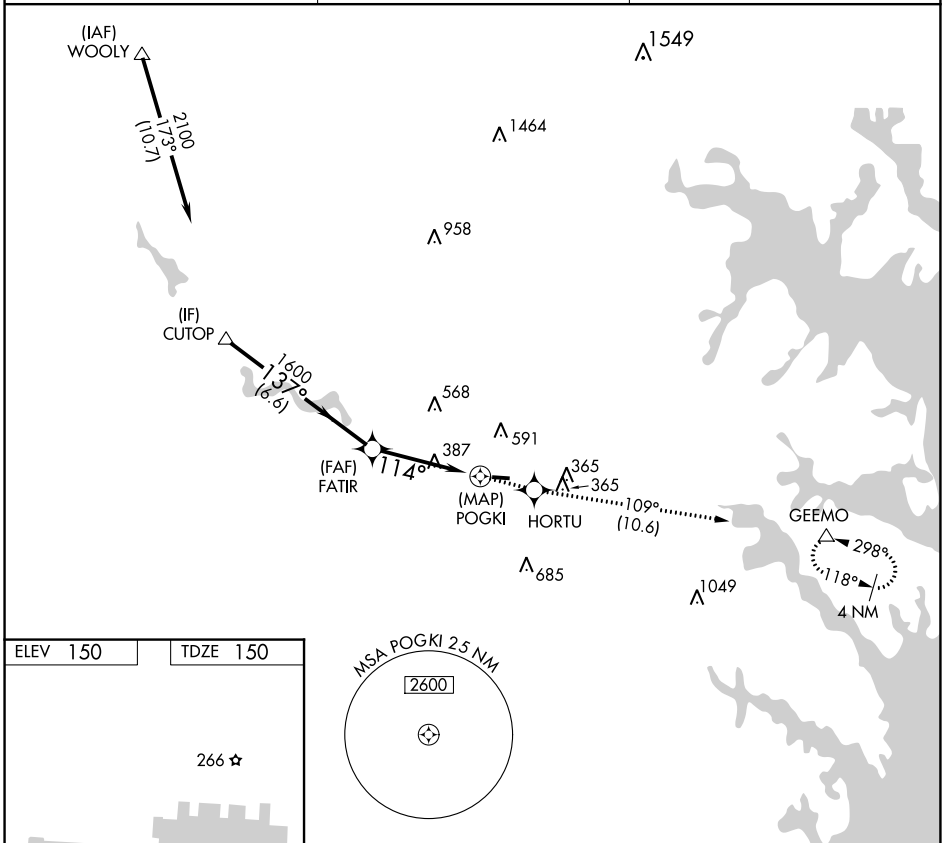 (IAF)
WOOLY
1549
2100
173°
(10.7)
1464
958
(IF)
CUTOP
1600
137°
(6.6)
568
591
387
(FAF)
FATIR
114°
365
365
(MAP)
POGKI
HORTU
109°
(10.6)
GEEMO
298°
118°
4 NM
685
1049
ELEV 150
TDZE 150
MSA POGKI 25 NM
2600
266